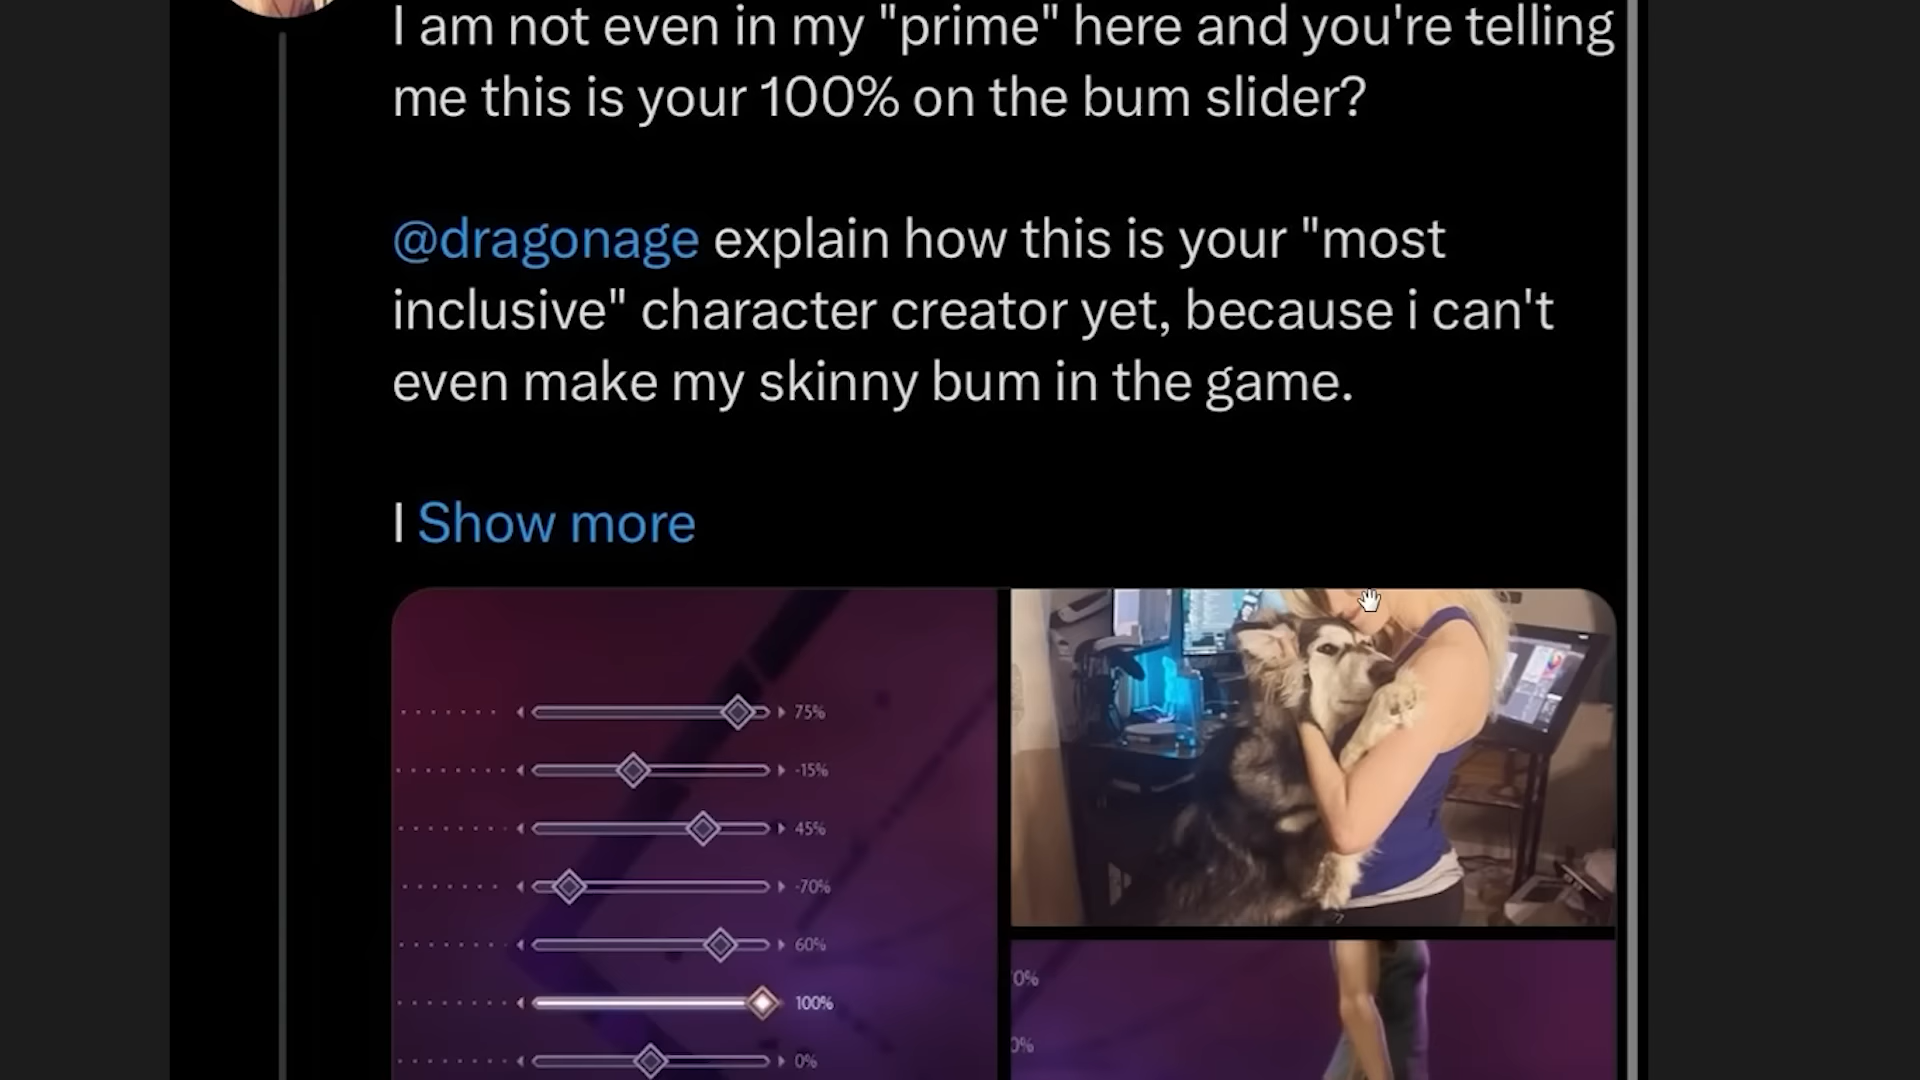 I am not even in my "prime" here and you're telling
me this is your 100% on the bum slider?
@dragonage explain how this is your "most
inclusive" character creator yet, because i can't
even make my skinny bum in the game.
I Show more
75%
-15%
45%
-70%
60%
100%
0%
0%
0%